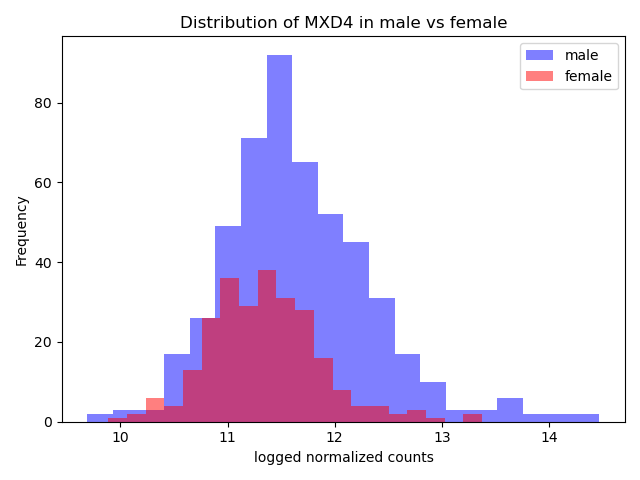 Distribution of MXD4 in male vs female
male
female
Frequency
80
60
40
20
0
10
11
12
13
14
logged normalized counts